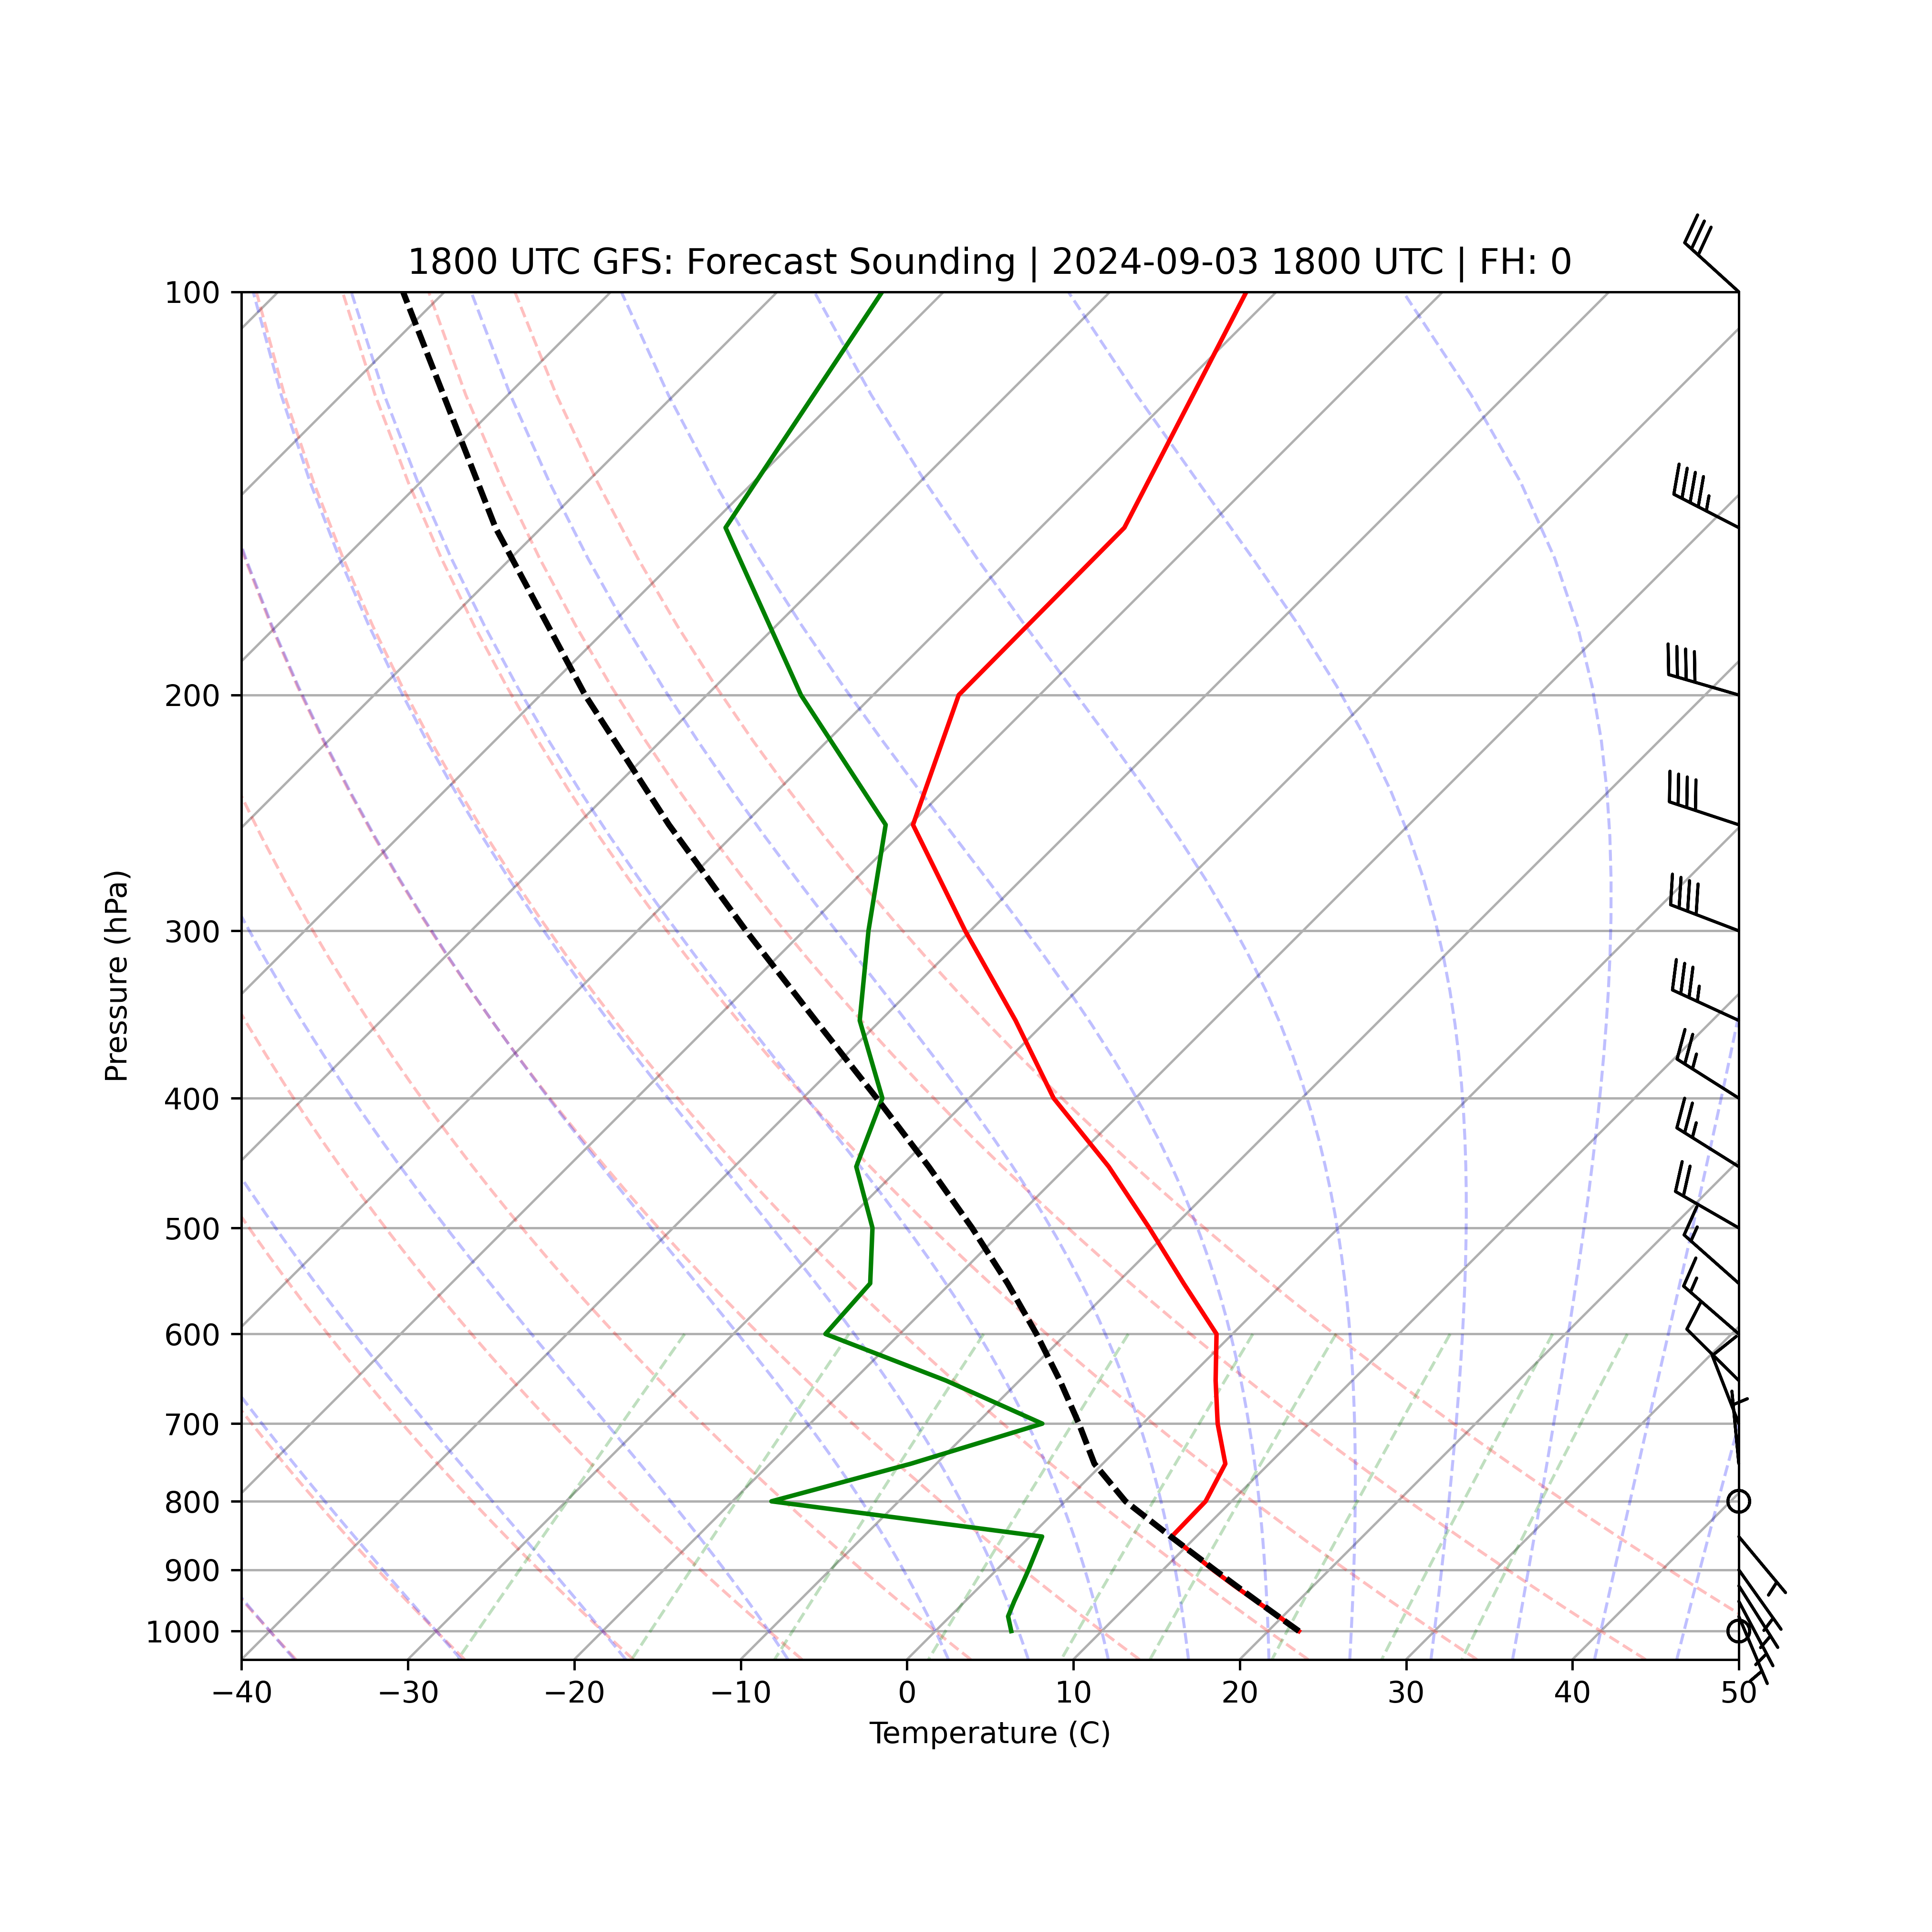 1800 UTC GFS: Forecast Sounding | 2024-09-03 1800 UTC | FH: 0
100
200
300
400
500
600
700
800
900
1000
Pressure (hPa)
−40 −30 −20 −10 0 10 20 30 40 50
Temperature (C)